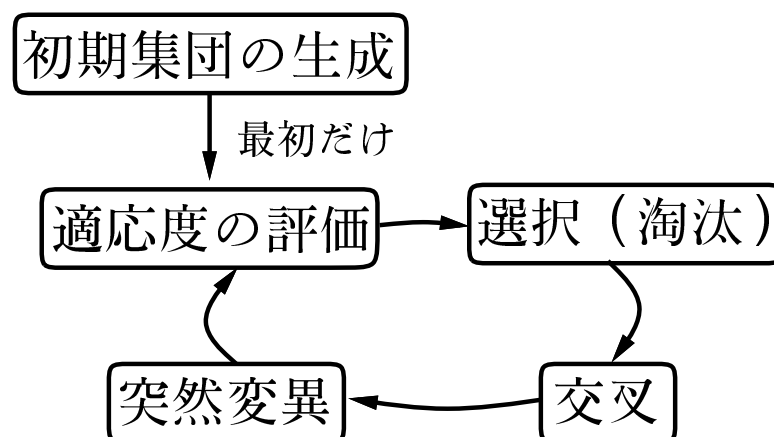 初期集団の生成
最初だけ
適応度の評価
選択（淘汰）
突然変異
交叉